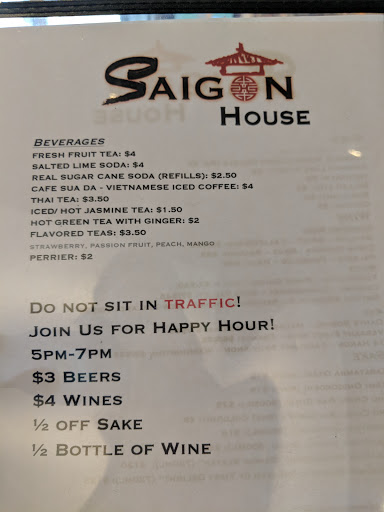 SAIGON
HOUSE
BEVERAGES
FRESH FRUIT TEA: $4
SALTED LIME SODA: $4
REAL SUGAR CANE SODA (REFILLS): $2.50
CAFE SUA DA - VIETNAMESE ICED COFFEE: $4
THAI TEA: $3.50
ICED/ HOT JASMINE TEA: $1.50
HOT GREEN TEA WITH GINGER: $2
FLAVORED TEAS: $3.50
STRAWBERRY, PASSION FRUIT, PEACH, MANGO
PERRIER: $2
DO NOT SIT IN TRAFFIC!
JOIN US FOR HAPPY HOUR!
5PM-7PM
$3 BEERS
$4 WINES
½ OFF SAKE
½ BOTTLE OF WINE